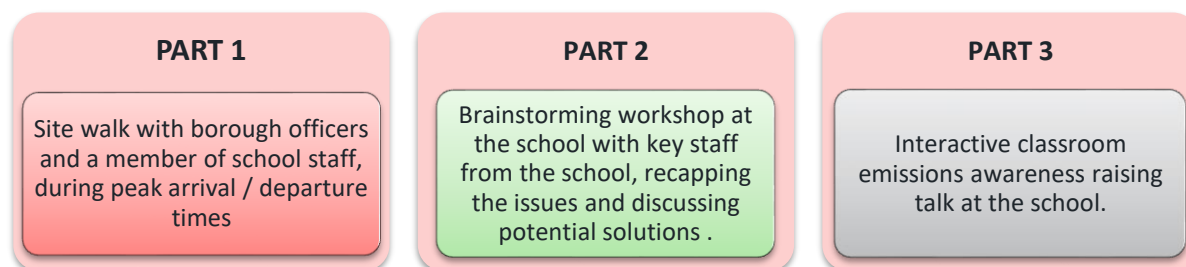 PART 1
Site walk with borough officers
and a member of school staff,
during peak arrival / departure
times
PART 2
Brainstorming workshop at
the school with key staff
from the school, recapping
the issues and discussing
potential solutions .
PART 3
Interactive classroom
emissions awareness raising
talk at the school.